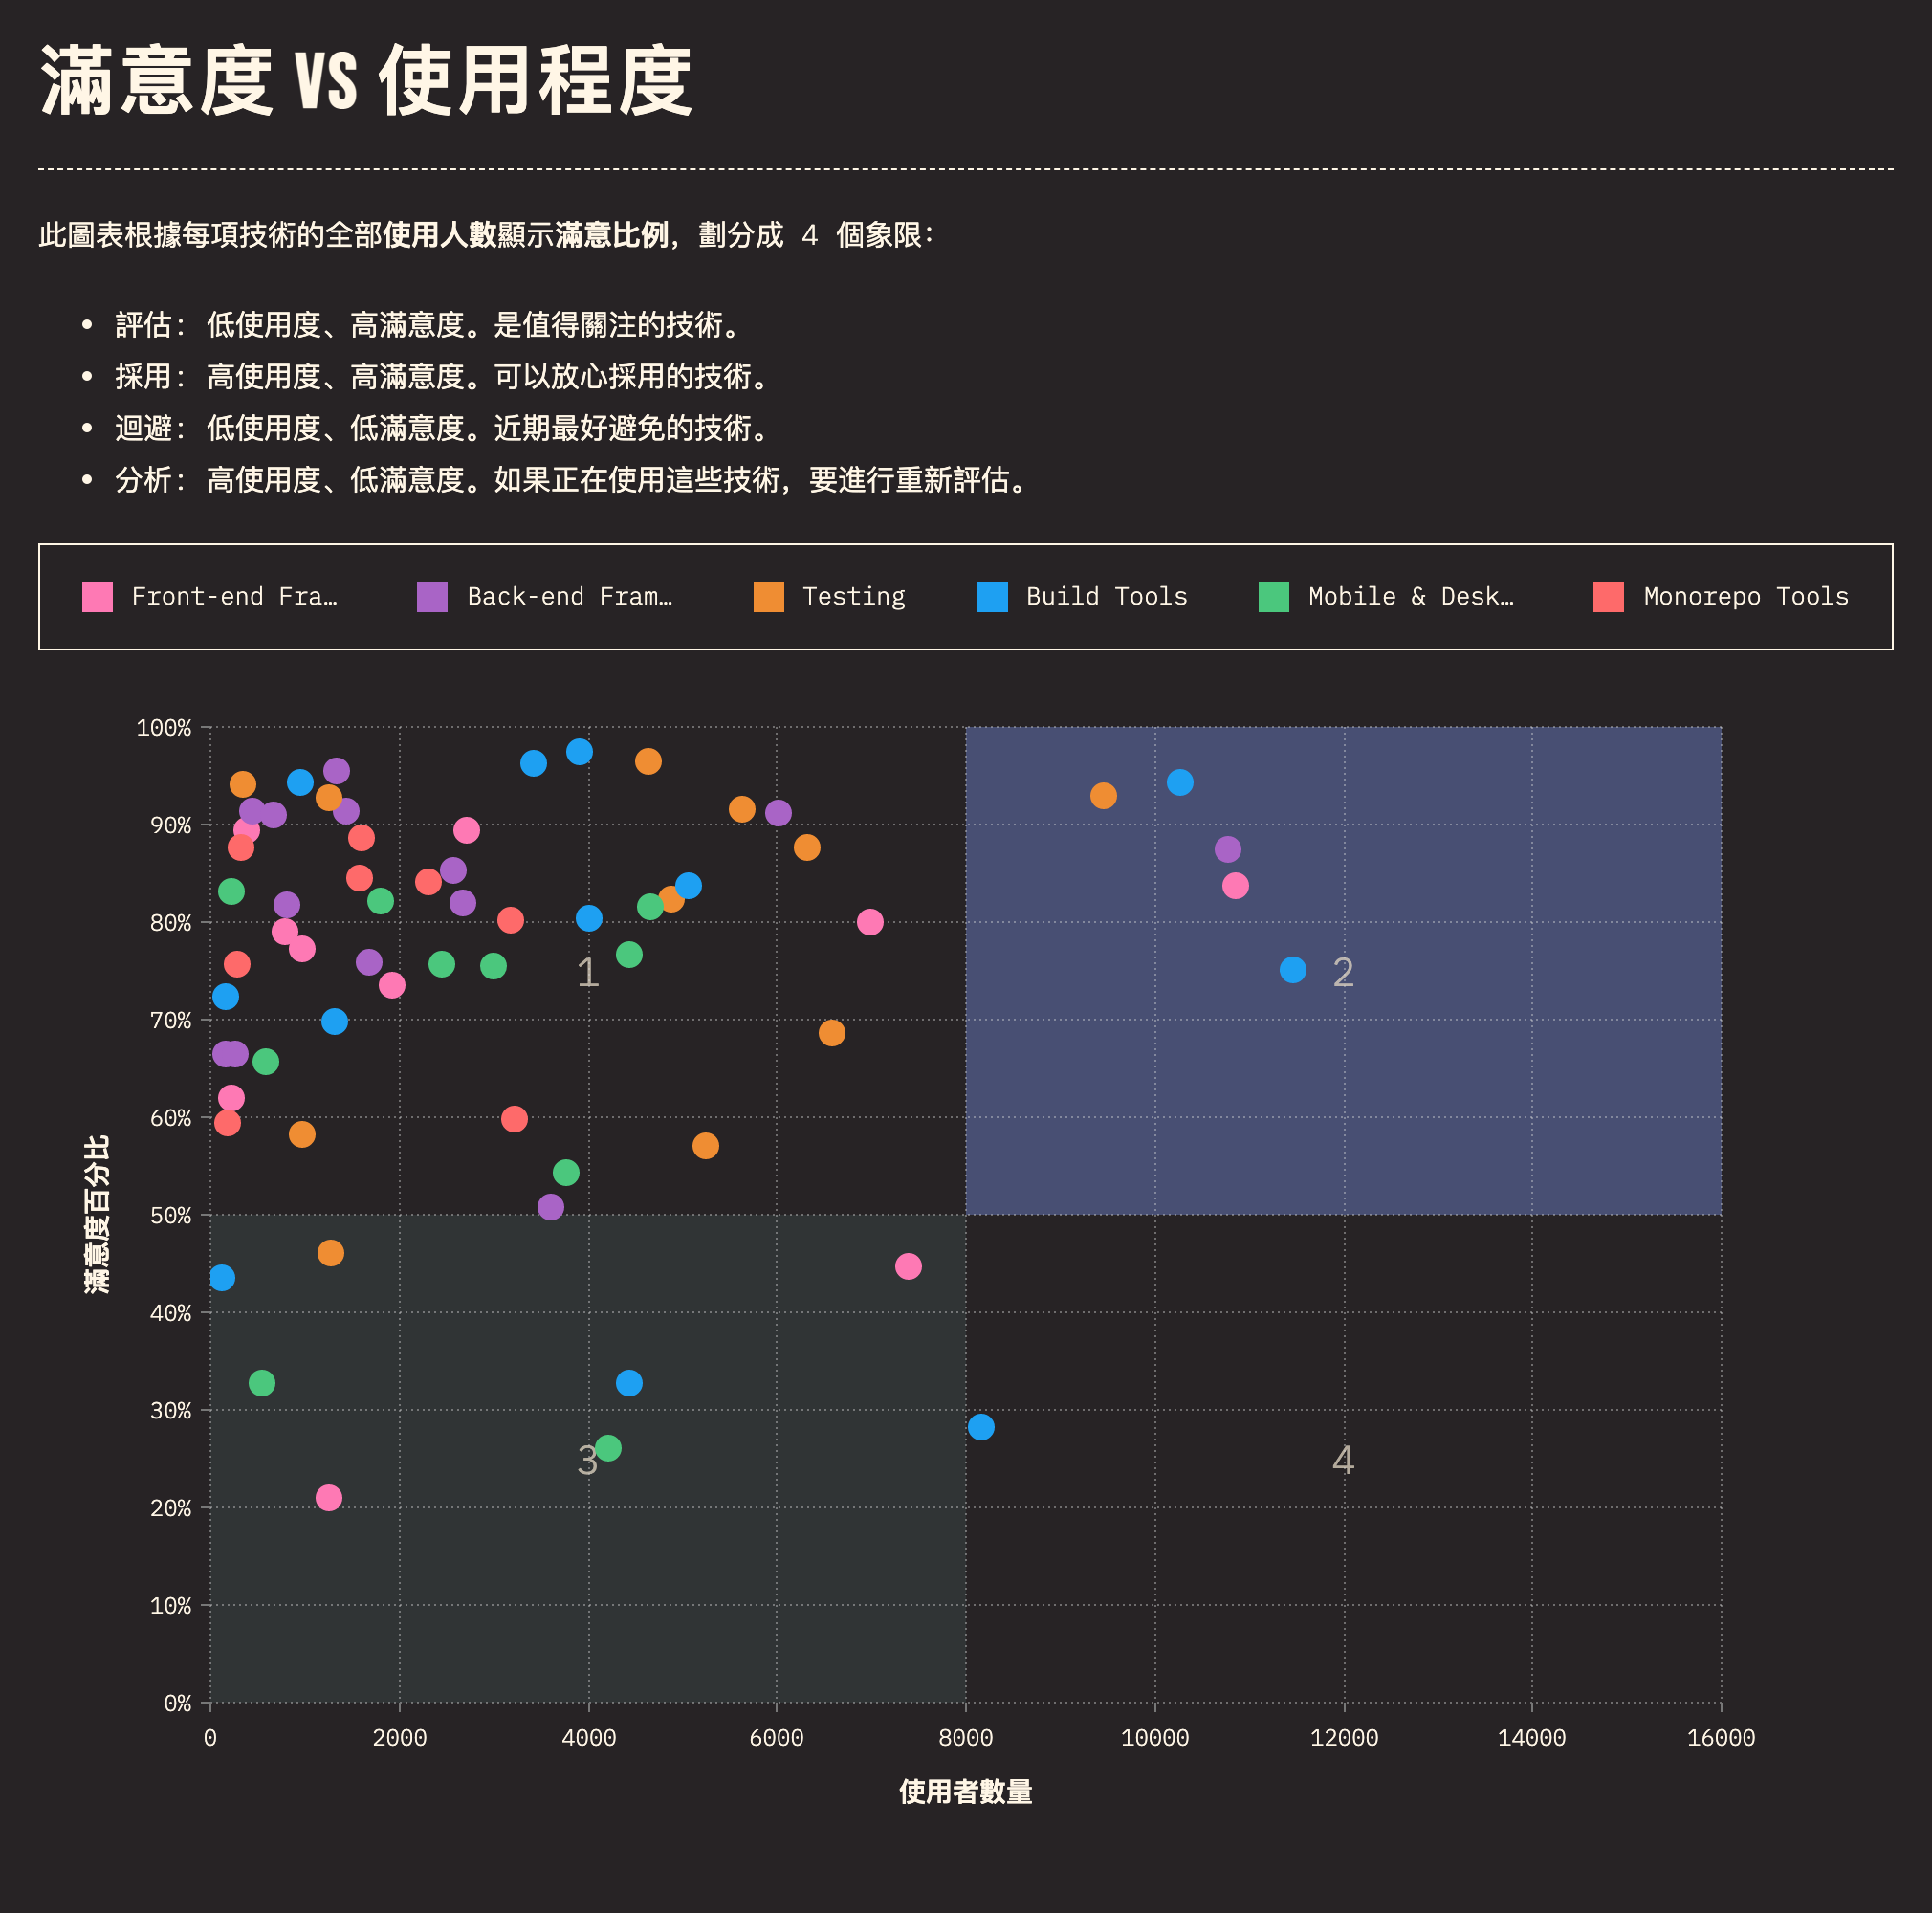 滿意度 VS 使用程度
此圖表根據每項技術的全部使用人數顯示滿意比例，劃分成 4 個象限：
評估： 低使用度、高滿意度。是值得關注的技術。
採用： 高使用度、高滿意度。可以放心採用的技術。
迴避： 低使用度、低滿意度。近期最好避免的技術。
分析： 高使用度、低滿意度。如果正在使用這些技術，要進行重新評估。
Front-end Fra… Back-end Fram… Testing Build Tools Mobile & Desk… Monorepo Tools
100%
90%
80%
1 2
70%
60%
50%
40%
30%
3 4
20%
10%
0%
滿意度百分比
0 2000 4000 6000 8000 10000 12000 14000 16000
使用者數量